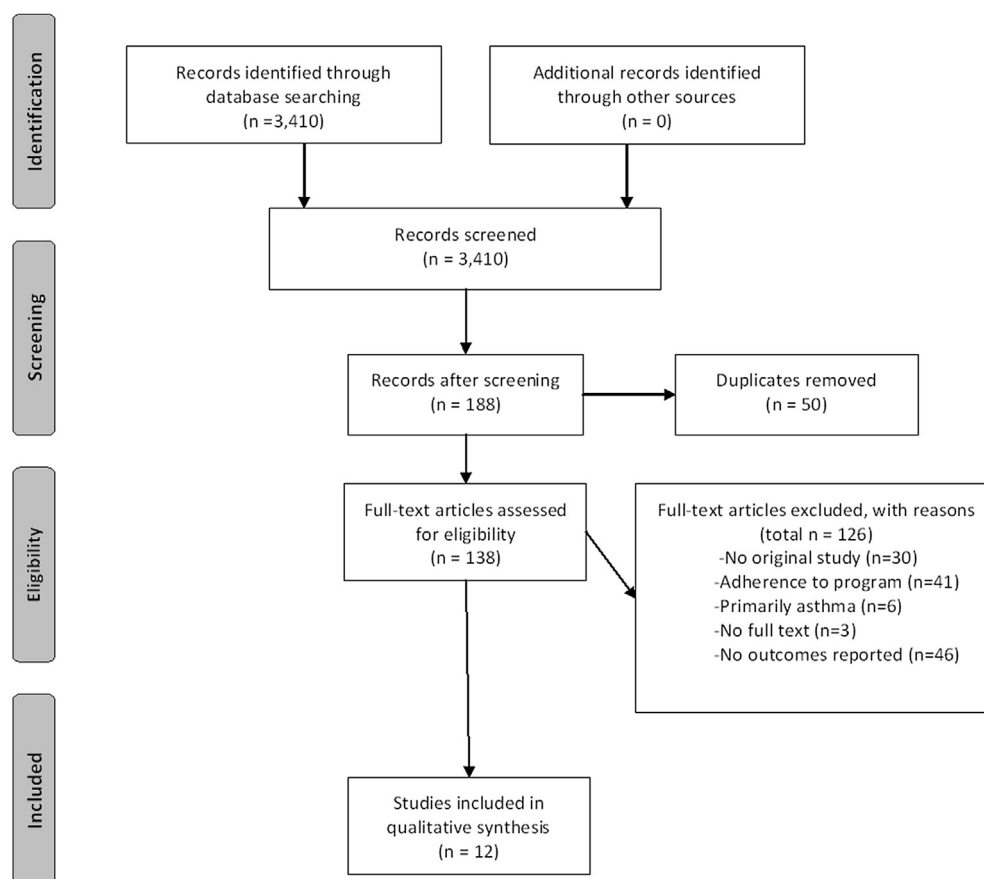 Identification
Records identified through
database searching
(n =3,410)
Additional records identified
through other sources
(n = 0)
Records screened
(n = 3,410)
Screening
Records after screening
(n = 188)
Duplicates removed
(n = 50)
Eligibility
Full-text articles assessed
for eligibility
(n = 138)
Full-text articles excluded, with reasons
(total n = 126)
-No original study (n=30)
-Adherence to program (n=41)
-Primarily asthma (n=6)
-No full text (n=3)
-No outcomes reported (n=46)
Included
Studies included in
qualitative synthesis
(n = 12)